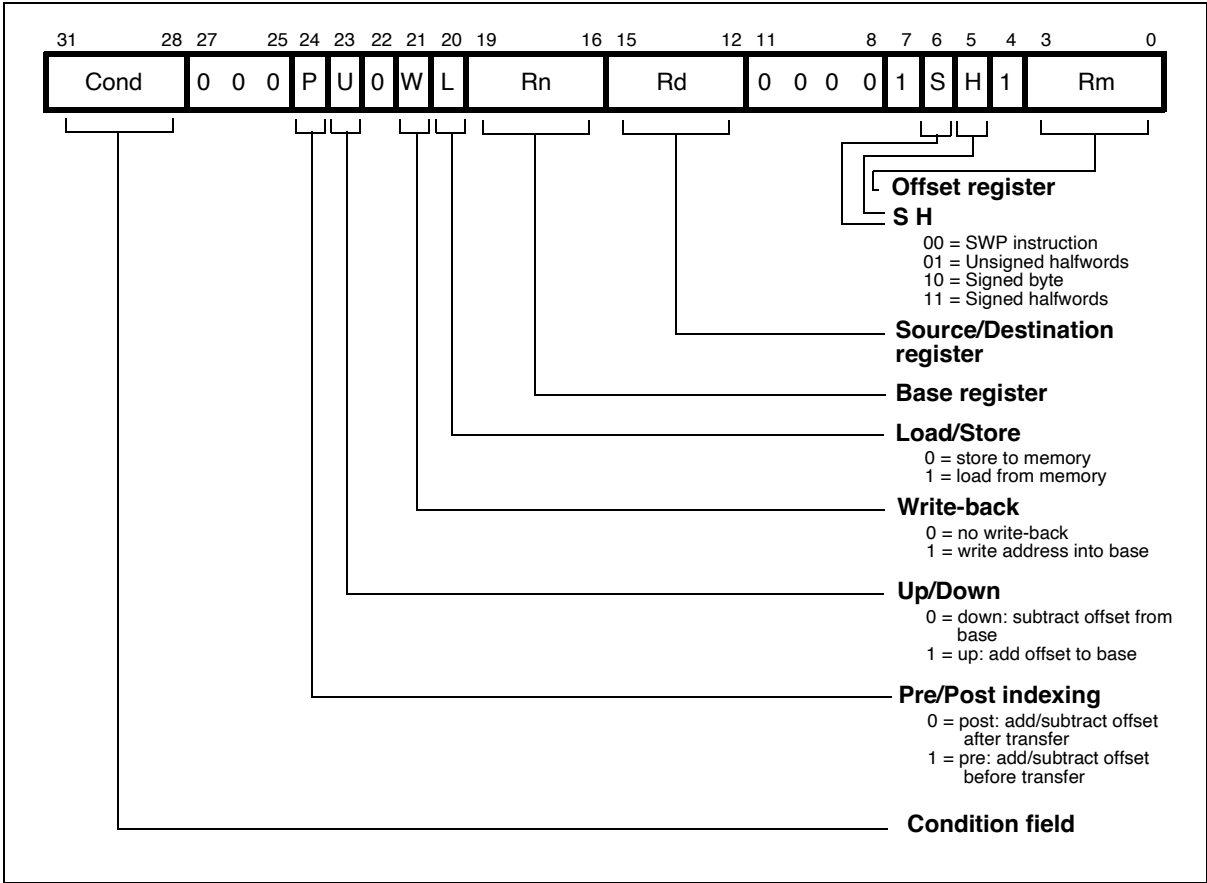 31 28 27 25 24 23 22 21 20 19 16 15 12 11 8 7 6 5 4 3 0
Cond 0 0 0 P U 0 W L Rn Rd 0 0 0 0 1 S H 1 Rm
Offset register
S H
00 = SWP instruction
01 = Unsigned halfwords
10 = Signed byte
11 = Signed halfwords
Source/Destination
register
Base register
Load/Store
0 = store to memory
1 = load from memory
Write-back
0 = no write-back
1 = write address into base
Up/Down
0 = down: subtract offset from
base
1 = up: add offset to base
Pre/Post indexing
0 = post: add/subtract offset
after transfer
1 = pre: add/subtract offset
before transfer
Condition field